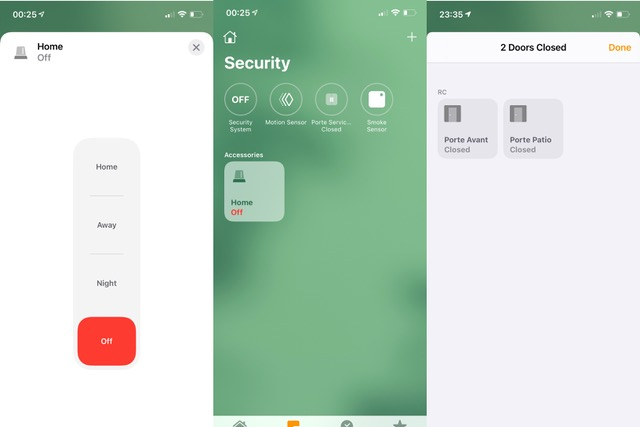 00:25
Home
Off
Home
Away
Night
Off
00:25
Security
OFF
Security
System
Motion Sensor
Porte Servic...
Closed
Smoke
Sensor
Accessories
Home
Off
23:35
2 Doors Closed
Done
RC
Porte Avant
Closed
Porte Patio
Closed